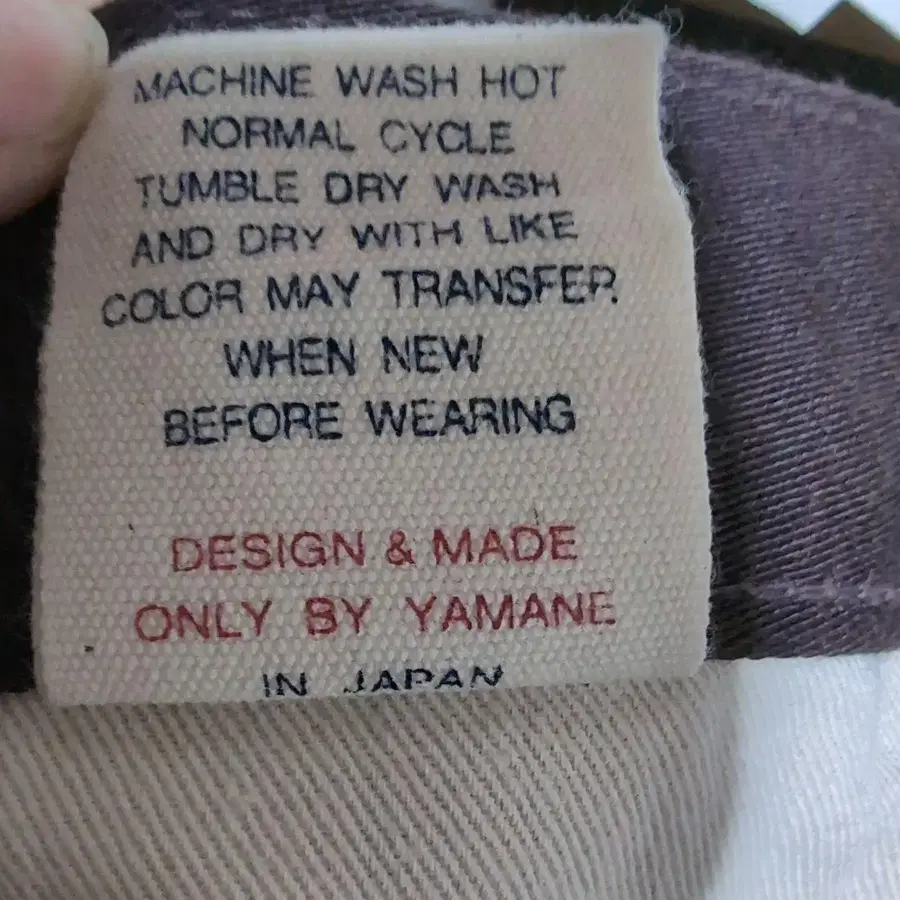 MACHINE WASH HOT
NORMAL CYCLE
TUMBLE DRY WASH
AND DRY WITH LIKE
COLOR MAY TRANSFER
WHEN NEW
BEFORE WEARING
DESIGN & MADE
ONLY BY YAMANE
IN JAPAN